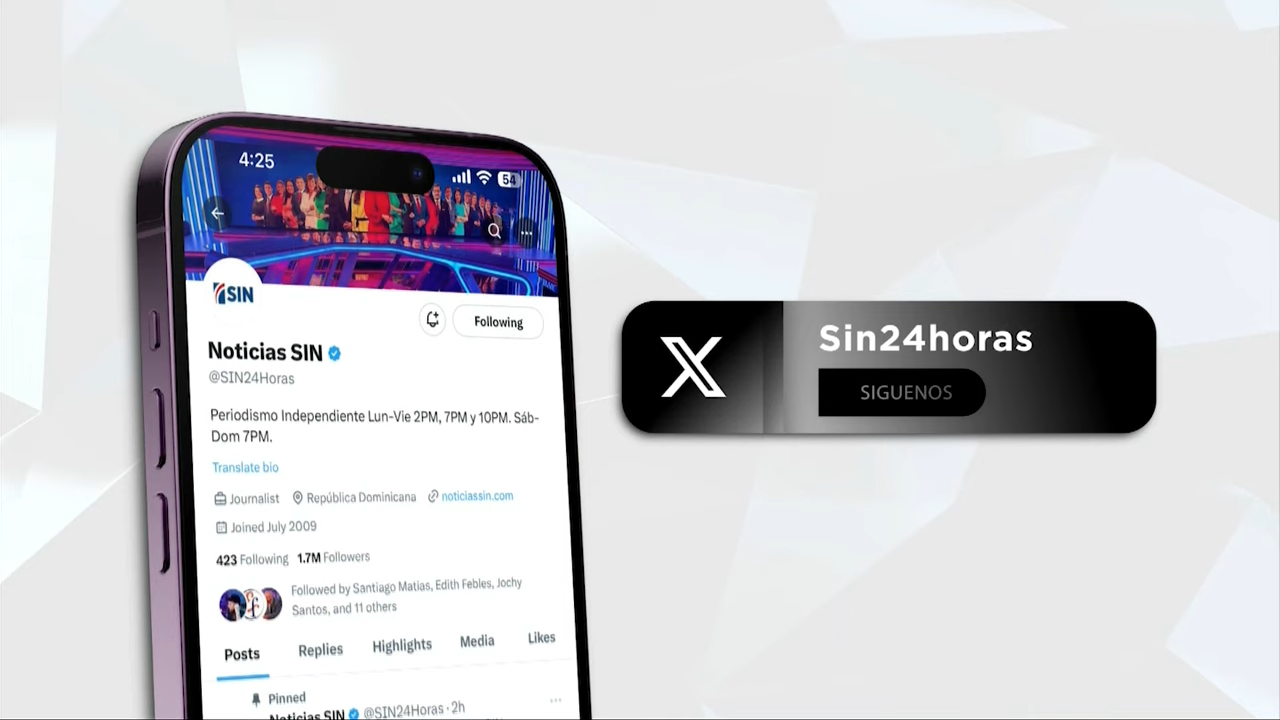 4:25
54
SIN
Following
Noticias SIN
@SIN24Horas
Periodismo Independiente Lun-Vie 2PM, 7PM y 10PM. Sáb-
Dom 7PM.
Translate bio
Journalist República Dominicana noticiassin.com
Joined July 2009
423 Following 1.7M Followers
Followed by Santiago Matias, Edith Febles, Jochy
Santos, and 11 others
Posts Replies Highlights Media Likes
Pinned
Noticias SIN @SIN24Horas · 2h
X
Sin24horas
SIGUENOS